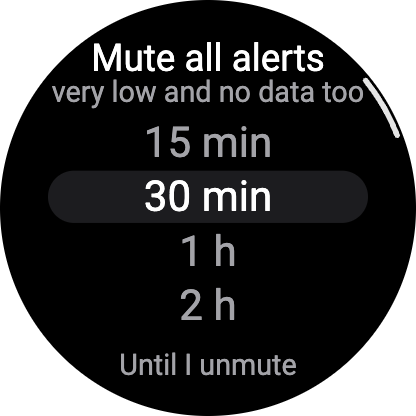 Mute all alerts
very low and no data too
15 min
30 min
1 h
2 h
Until I unmute